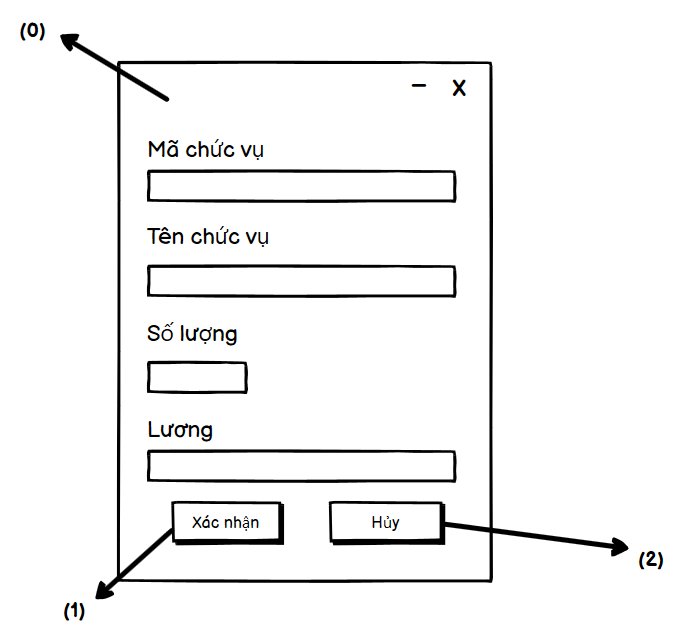 (0)
– X
Mã chức vụ
Tên chức vụ
Số lượng
Lương
Xác nhận Hủy
(1)
(2)